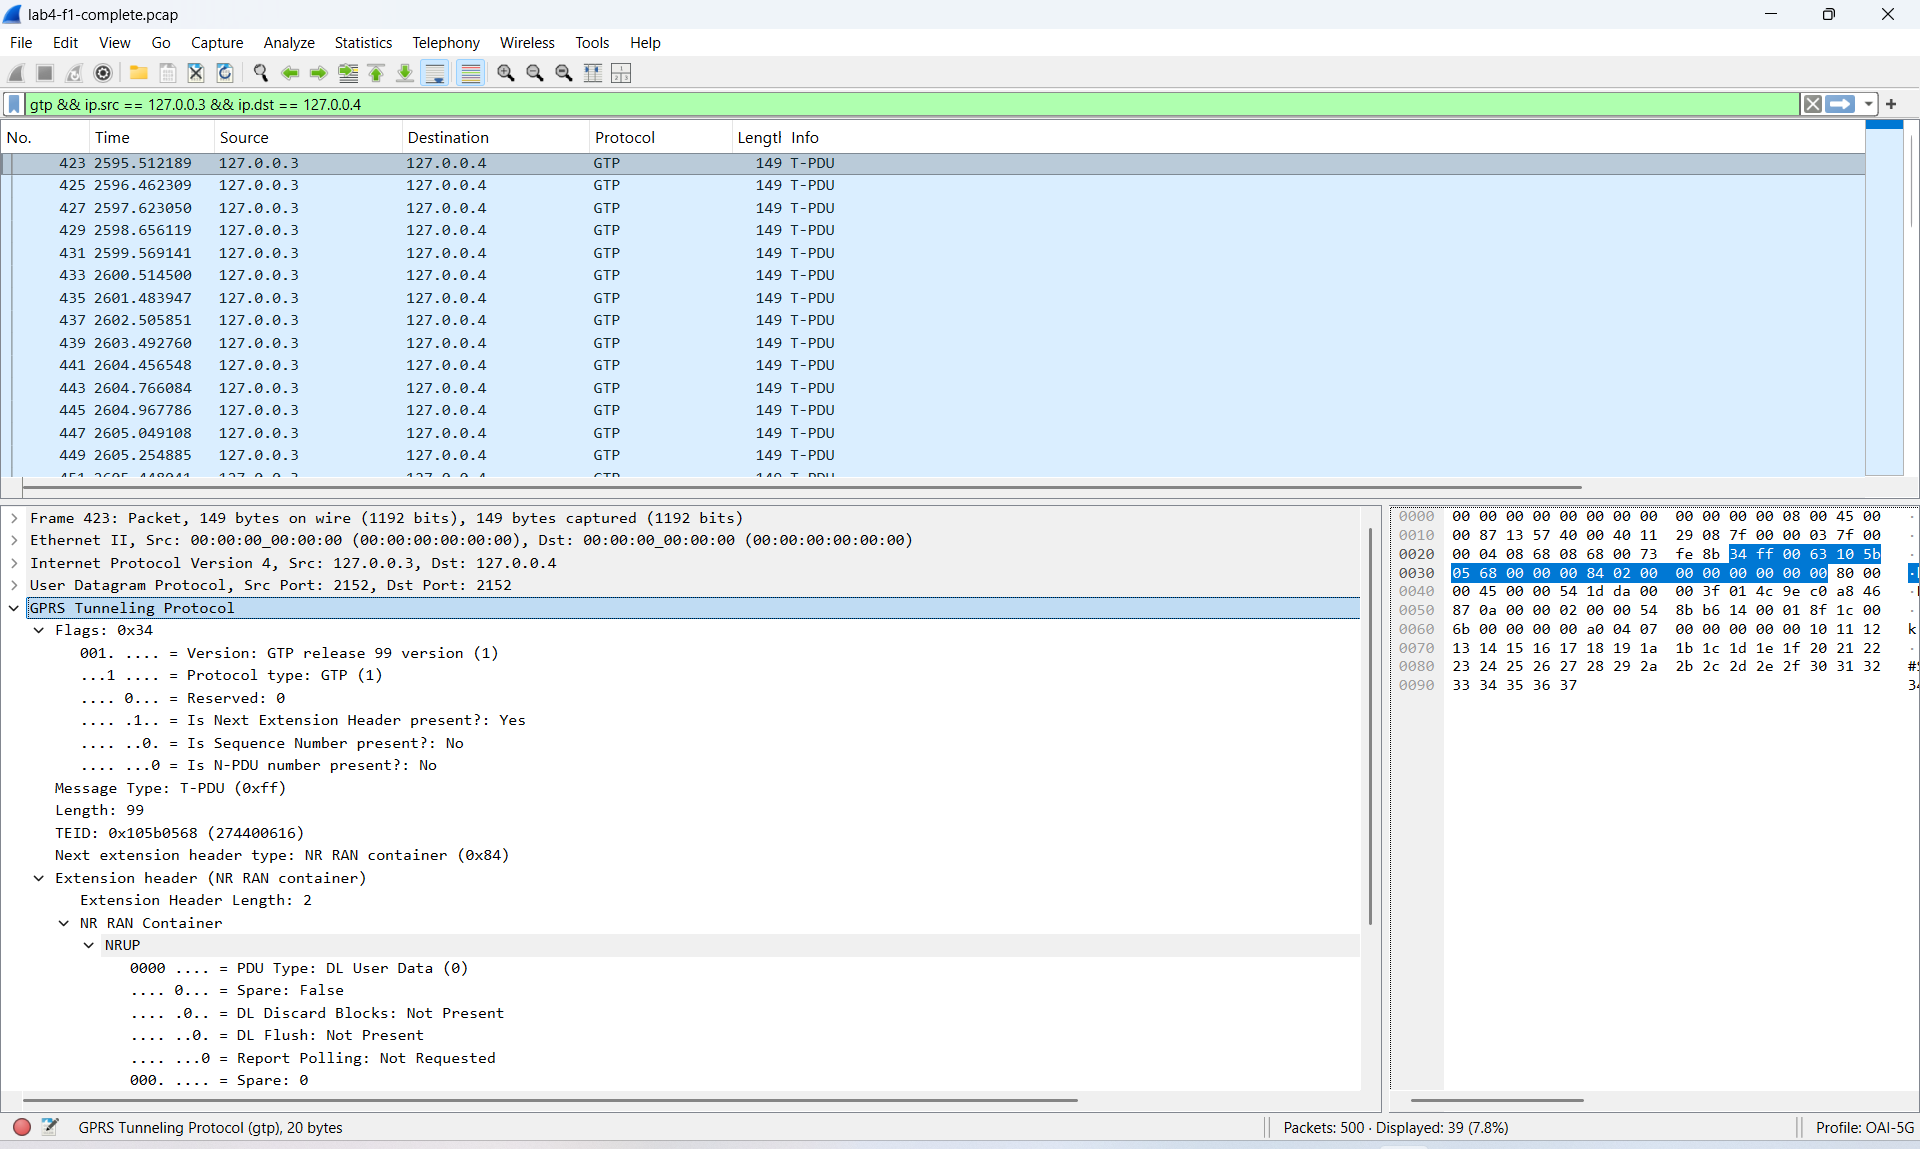 lab4-f1-complete.pcap
File Edit View Go Capture Analyze Statistics Telephony Wireless Tools Help
gtp && ip.src == 127.0.0.3 && ip.dst == 127.0.0.4
No. Time Source Destination Protocol Lengtl Info
423 2595.512189 127.0.0.3 127.0.0.4 GTP 149 T-PDU
425 2596.462309 127.0.0.3 127.0.0.4 GTP 149 T-PDU
427 2597.623050 127.0.0.3 127.0.0.4 GTP 149 T-PDU
429 2598.656119 127.0.0.3 127.0.0.4 GTP 149 T-PDU
431 2599.569141 127.0.0.3 127.0.0.4 GTP 149 T-PDU
433 2600.514500 127.0.0.3 127.0.0.4 GTP 149 T-PDU
435 2601.483947 127.0.0.3 127.0.0.4 GTP 149 T-PDU
437 2602.505851 127.0.0.3 127.0.0.4 GTP 149 T-PDU
439 2603.492760 127.0.0.3 127.0.0.4 GTP 149 T-PDU
441 2604.456548 127.0.0.3 127.0.0.4 GTP 149 T-PDU
443 2604.766084 127.0.0.3 127.0.0.4 GTP 149 T-PDU
445 2604.967786 127.0.0.3 127.0.0.4 GTP 149 T-PDU
447 2605.049108 127.0.0.3 127.0.0.4 GTP 149 T-PDU
449 2605.254885 127.0.0.3 127.0.0.4 GTP 149 T-PDU
Frame 423: Packet, 149 bytes on wire (1192 bits), 149 bytes captured (1192 bits)
Ethernet II, Src: 00:00:00_00:00:00 (00:00:00:00:00:00), Dst: 00:00:00_00:00:00 (00:00:00:00:00:00)
Internet Protocol Version 4, Src: 127.0.0.3, Dst: 127.0.0.4
User Datagram Protocol, Src Port: 2152, Dst Port: 2152
GPRS Tunneling Protocol
Flags: 0x34
001. .... = Version: GTP release 99 version (1)
...1 .... = Protocol type: GTP (1)
.... 0... = Reserved: 0
.... .1.. = Is Next Extension Header present?: Yes
.... ..0. = Is Sequence Number present?: No
.... ...0 = Is N-PDU number present?: No
Message Type: T-PDU (0xff)
Length: 99
TEID: 0x105b0568 (274400616)
Next extension header type: NR RAN container (0x84)
Extension header (NR RAN container)
Extension Header Length: 2
NR RAN Container
NRUP
0000 .... = PDU Type: DL User Data (0)
.... 0... = Spare: False
.... .0.. = DL Discard Blocks: Not Present
.... ..0. = DL Flush: Not Present
.... ...0 = Report Polling: Not Requested
000. .... = Spare: 0
0000 00 00 00 00 00 00 00 00 00 00 00 00 08 00 45 00 ·
0010 00 87 13 57 40 00 40 11 29 08 7f 00 00 03 7f 00 ·
0020 00 04 08 68 08 68 00 73 fe 8b 34 ff 00 63 10 5b ·
0030 05 68 00 00 00 84 02 00 00 00 00 00 00 00 80 00
0040 00 45 00 00 54 1d da 00 00 3f 01 4c 9e c0 a8 46
0050 87 0a 00 00 02 00 00 54 8b b6 14 00 01 8f 1c 00 ·
0060 6b 00 00 00 00 a0 04 07 00 00 00 00 00 10 11 12 k
0070 13 14 15 16 17 18 19 1a 1b 1c 1d 1e 1f 20 21 22 ·
0080 23 24 25 26 27 28 29 2a 2b 2c 2d 2e 2f 30 31 32 #
0090 33 34 35 36 37 3
GPRS Tunneling Protocol (gtp), 20 bytes
Packets: 500 · Displayed: 39 (7.8%)
Profile: OAI-5G